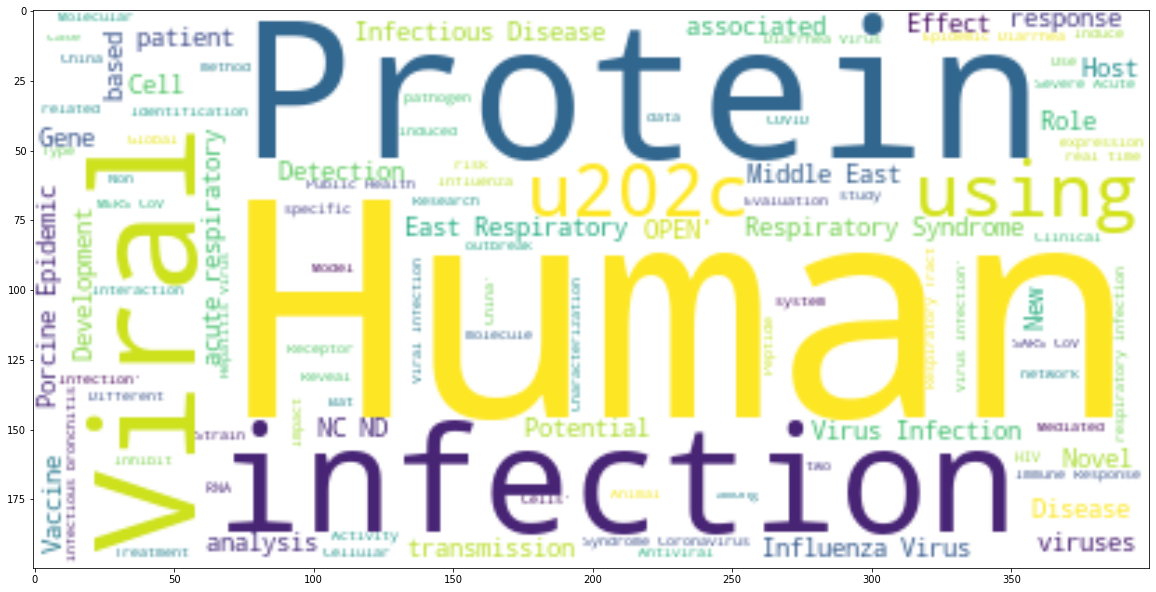 Molecular
Case
China
based
patient
method
Cell
related
identification
Gene
Global
Type
Infectious Disease
associated
Effect
response
Diarrhea Virus
Epidemic Diarrhea
induce
use
Host
Severe Acute
pathogen
Protein
data
COVID
Role
induced
expression
real time
Detection
Public Health
risk
influenza
Middle East
Non
MERS CoV
specific
Research
u202c
Evaluation
study
using
East Respiratory
OPEN'
Respiratory Syndrome
Clinical
outbreak
Porcine Epidemic
Development
viral
acute respiratory
Hepatitis virus
interaction
Model
Human
viral infection
China'
molecule
Characterization
Peptide
system
Respiratory Tract
Virus infection'
New
SARS CoV
network
respiratory infection
Receptor
Reveal
Bat
impact
infection'
Different
infectious bronchitis
Strain
NC ND
Potential
Virus Infection
Mediated
inhibit
Vaccine
RNA
infection
Cells'
Animal
among
two
HIV
Novel
immune Response
Disease
Treatment
analysis
Activity
Cellular
transmission
Syndrome Coronavirus
Antiviral
Influenza Virus
viruses
0
25
50
75
100
125
150
175
0 50 100 150 200 250 300 350